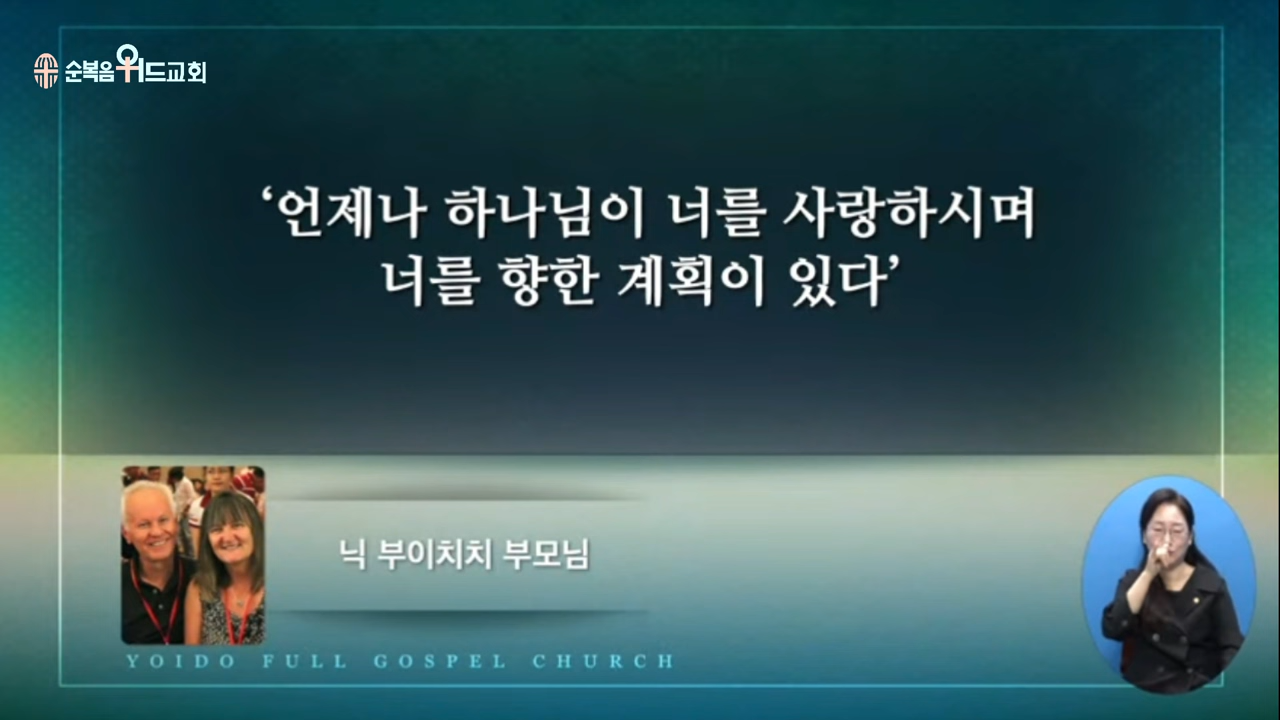 순복음위드교회
‘언제나 하나님이 너를 사랑하시며
너를 향한 계획이 있다’
닉 부이치치 부모님
YOIDO FULL GOSPEL CHURCH